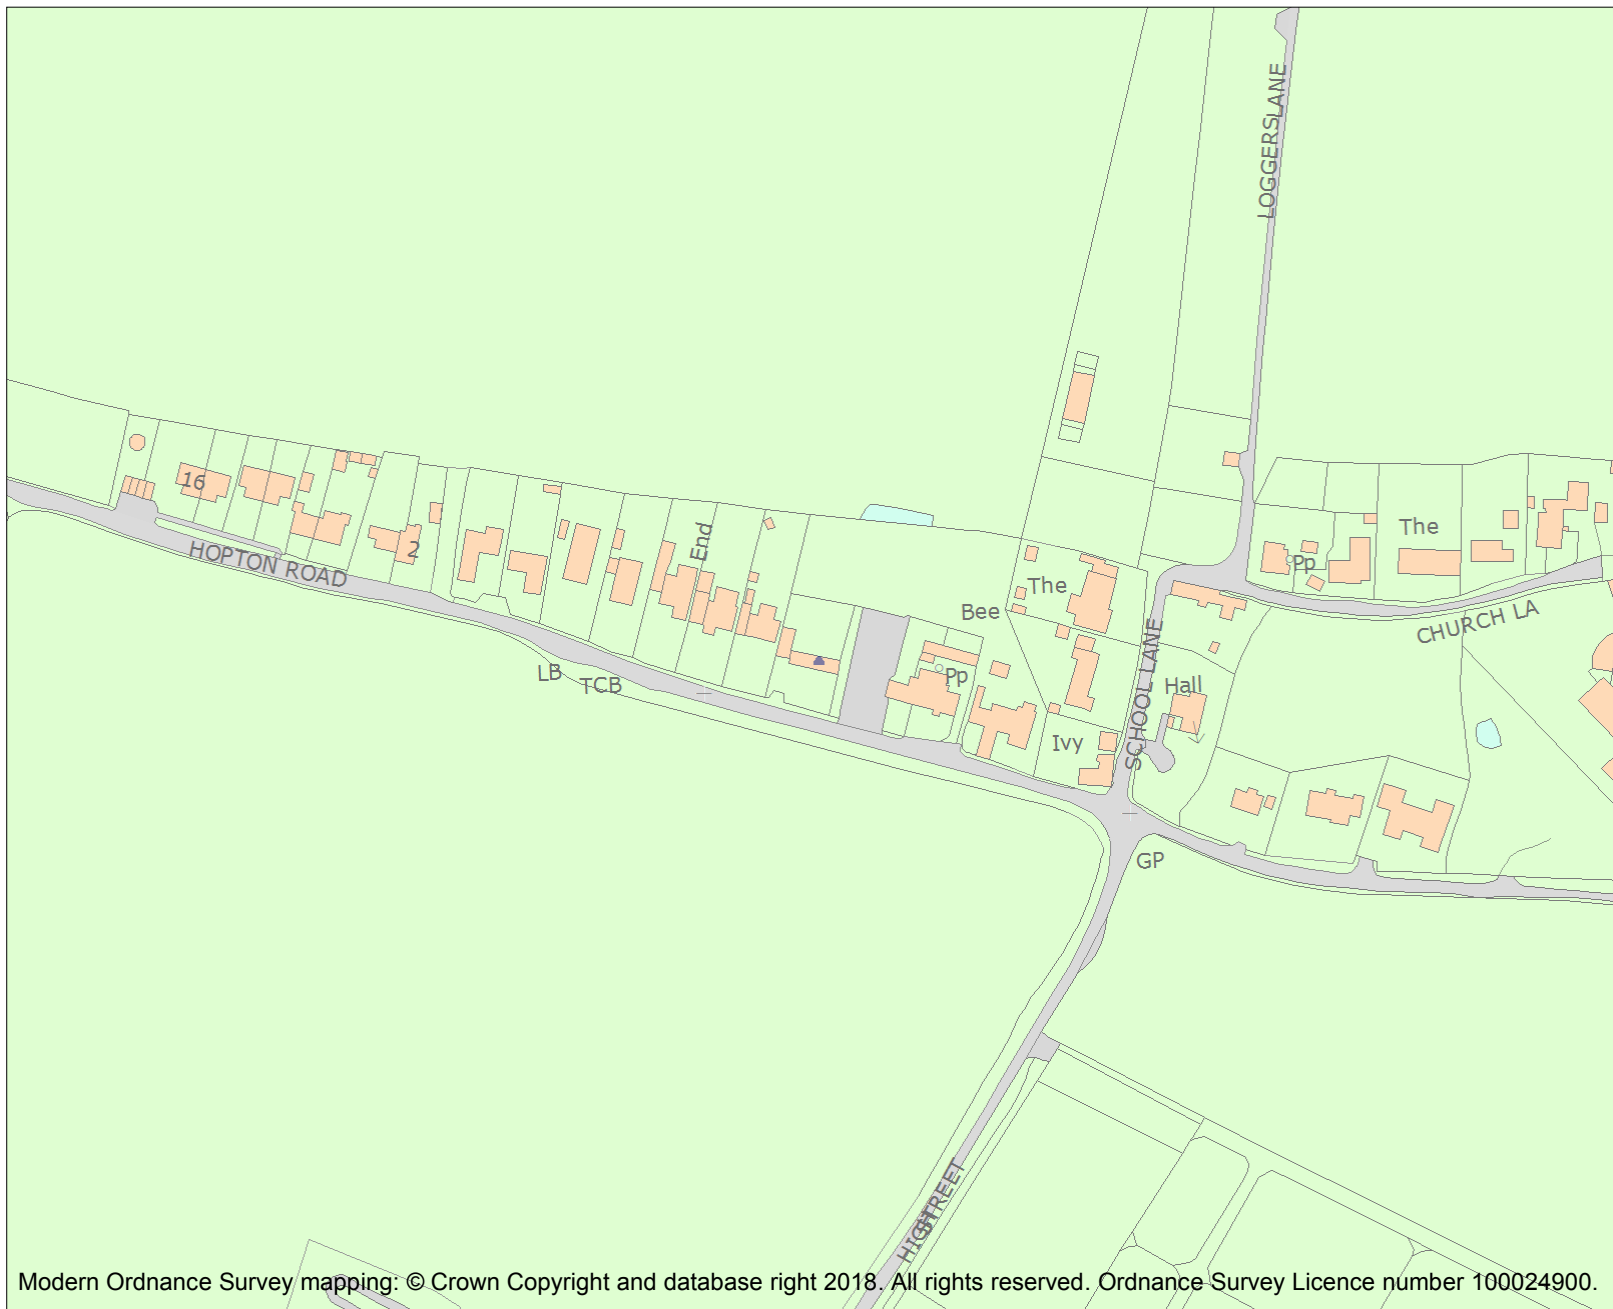 LOGGERSLANE
16
2
HOPTON ROAD
End
LB
TCB
Bee
The
Pp
Ivy
SCHOOL LANE
Hall
Pp
The
CHURCH LA
GP
HIGH STREET
Modern Ordnance Survey mapping: © Crown Copyright and database right 2018. All rights reserved. Ordnance Survey Licence number 100024900.